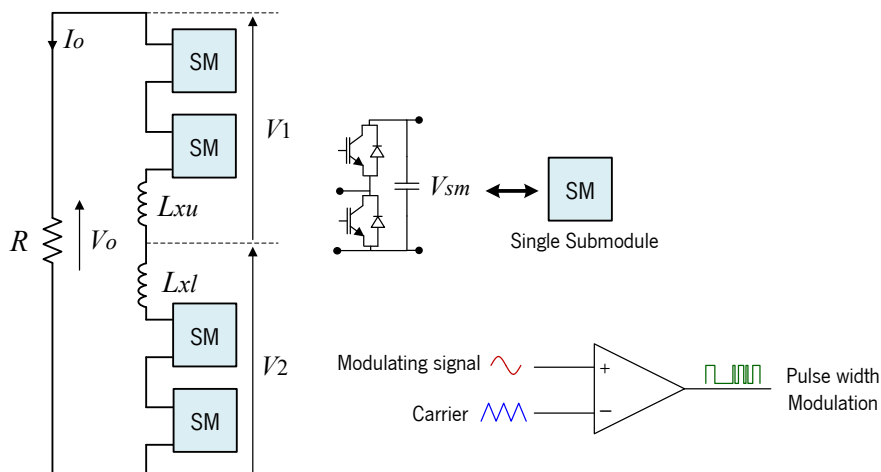 Io
SM
V1
SM
Lxu
R
Vo
Lxl
SM
V2
SM
Vsm
SM
Single Submodule
Modulating signal
+
Carrier
−
Pulse width
Modulation